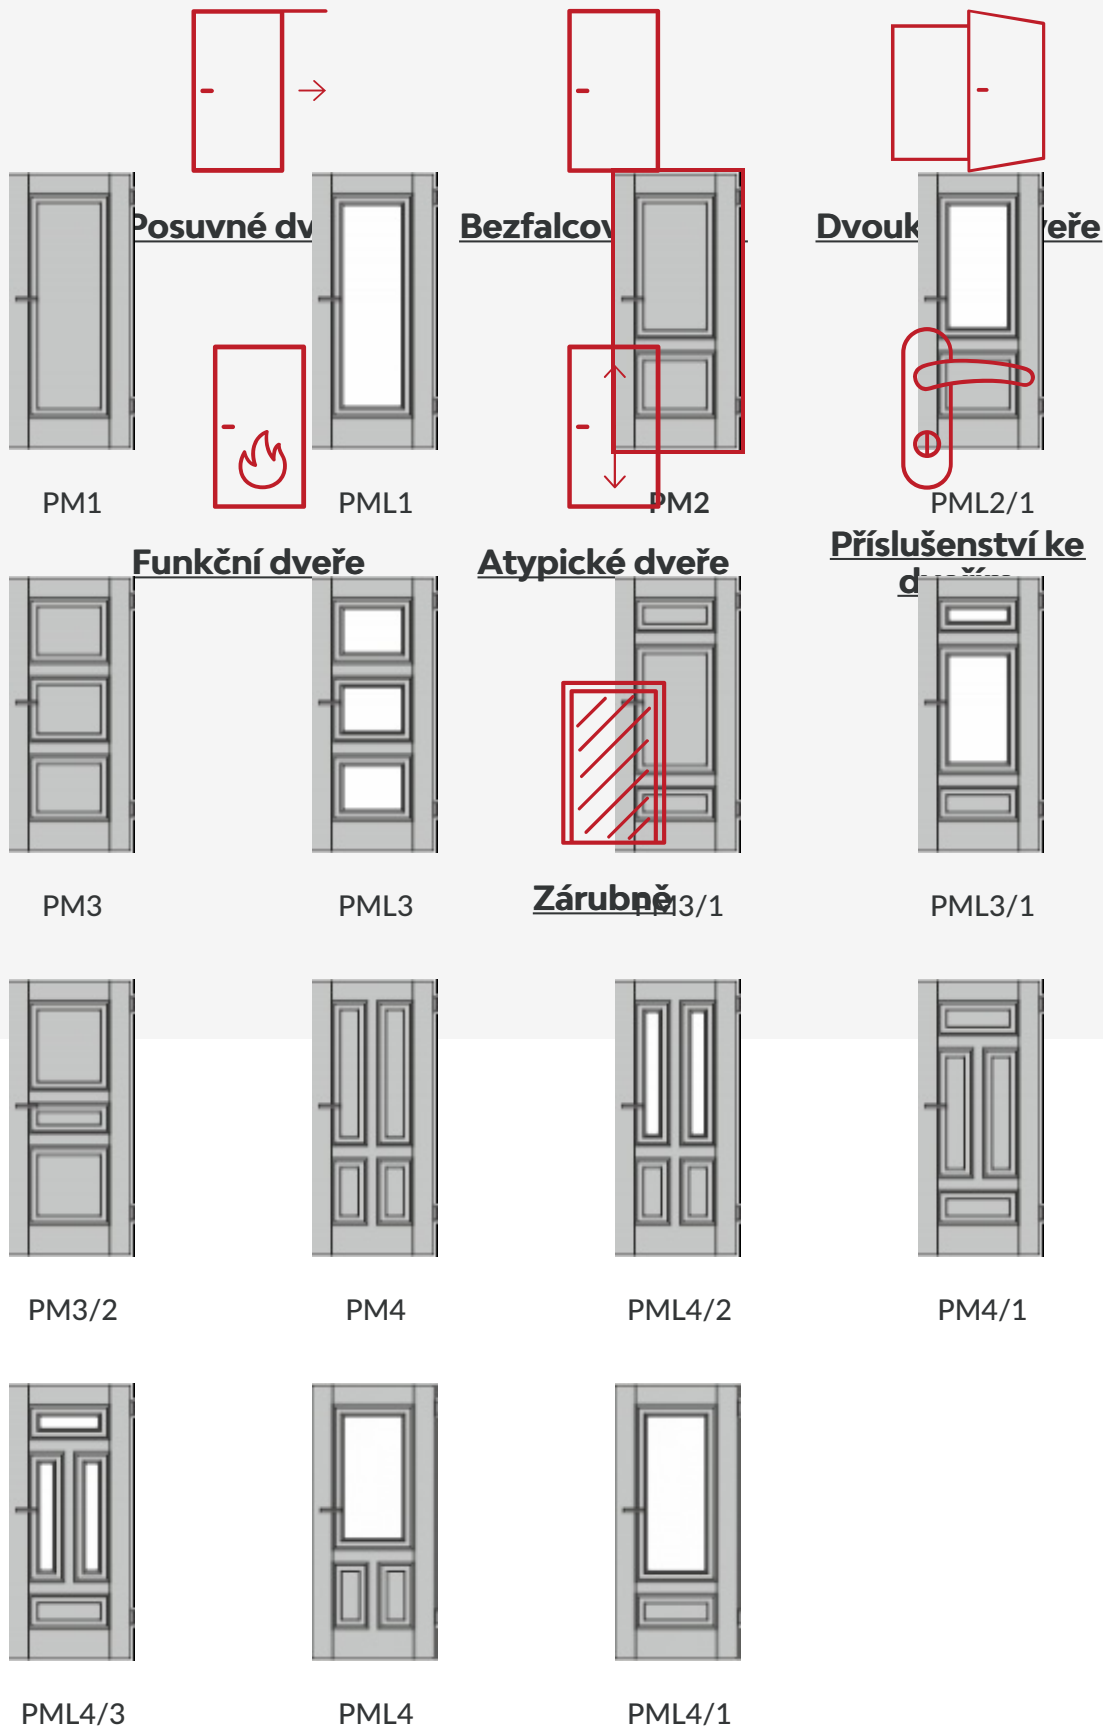 Posuvné dv
Bezfalcov
Dvouk eře
PM1
PML1
PM2
PML2/1
Funkční dveře
Atypické dveře
Příslušenství ke
PM3
PML3
Zárubně
PM3/1
PML3/1
PM3/2
PM4
PML4/2
PM4/1
PML4/3
PML4
PML4/1